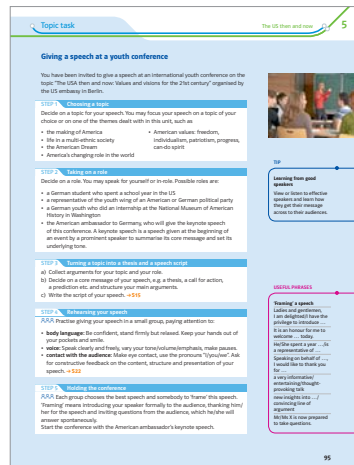 Topic task
The US then and now
5
Giving a speech at a youth conference
You have been invited to give a speech at an international youth conference on the
topic "The USA then and now: Values and visions for the 21st century" organised by
the US embassy in Berlin.
STEP 1 Choosing a topic
Decide on a topic for your speech. You may focus your speech on a topic of your
choice or on one of the themes dealt with in this unit, such as
• the making of America
• life in a multi-ethnic society
• the American Dream
• America's changing role in the world
• American values: freedom,
individualism, patriotism, progress,
can-do spirit
STEP 2 Taking on a role
Decide on a role. You may speak for yourself or in-role. Possible roles are:
• a German student who spent a school year in the US
• a representative of the youth wing of an American or German political party
• a German youth who did an internship at the National Museum of American
History in Washington
• the American ambassador to Germany, who will give the keynote speech
of this conference. A keynote speech is a speech given at the beginning of
an event by a prominent speaker to summarise its core message and set its
underlying tone.
STEP 3 Turning a topic into a thesis and a speech script
a) Collect arguments for your topic and your role.
b) Decide on a core message of your speech, e.g. a thesis, a call for action,
a prediction etc. and structure your main arguments.
c) Write the script of your speech.
STEP 4 Rehearsing your speech
Practise giving your speech in a small group, paying attention to:
• body language: Be confident, stand firmly but relaxed. Keep your hands out of
your pockets and smile.
• voice: Speak clearly and freely, vary your tone/volume/emphasis, make pauses.
• contact with the audience: Make eye contact, use the pronouns "I/you/we". Ask
for constructive feedback on the content, structure and presentation of your
speech. → S22
STEP 5 Holding the conference
Each group chooses the best speech and somebody to 'frame' this speech.
'Framing' means introducing your speaker formally to the audience, thanking him/
her for the speech and inviting questions from the audience, which he/she will
answer spontaneously.
Start the conference with the American ambassador's keynote speech.
TIP
Learning from good
speakers
View or listen to effective
speakers and learn how
they get their message
across to their audiences.
USEFUL PHRASES
'Framing' a speech
Ladies and gentlemen,
I am delighted/I have the
privilege to introduce …
It is an honour for me to
welcome … today.
He/She spent a year …/is
a representative of …
Speaking on behalf of …,
I would like to thank you
for …
a very informative/
entertaining/thought-
provoking talk
new insights into …/
convincing line of
argument
Mr/Ms X is now prepared
to take questions.
95